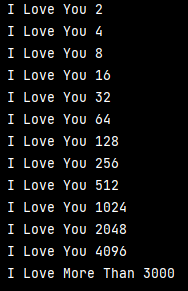 I Love You 2
I Love You 4
I Love You 8
I Love You 16
I Love You 32
I Love You 64
I Love You 128
I Love You 256
I Love You 512
I Love You 1024
I Love You 2048
I Love You 4096
I Love More Than 3000